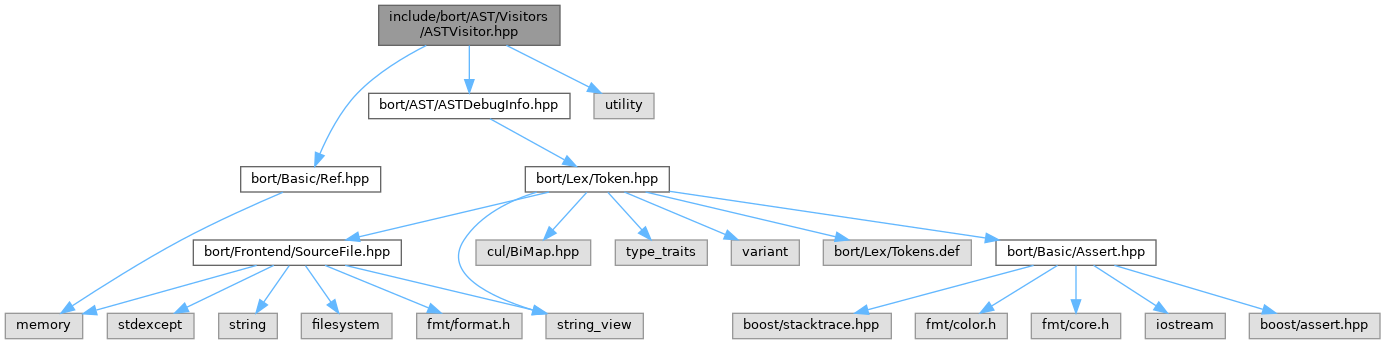 include/bort/AST/Visitors
/ASTVisitor.hpp
bort/AST/ASTDebugInfo.hpp
utility
bort/Basic/Ref.hpp
bort/Lex/Token.hpp
bort/Frontend/SourceFile.hpp
cul/BiMap.hpp
type_traits
variant
bort/Lex/Tokens.def
bort/Basic/Assert.hpp
memory
stdexcept
string
filesystem
fmt/format.h
string_view
boost/stacktrace.hpp
fmt/color.h
fmt/core.h
iostream
boost/assert.hpp